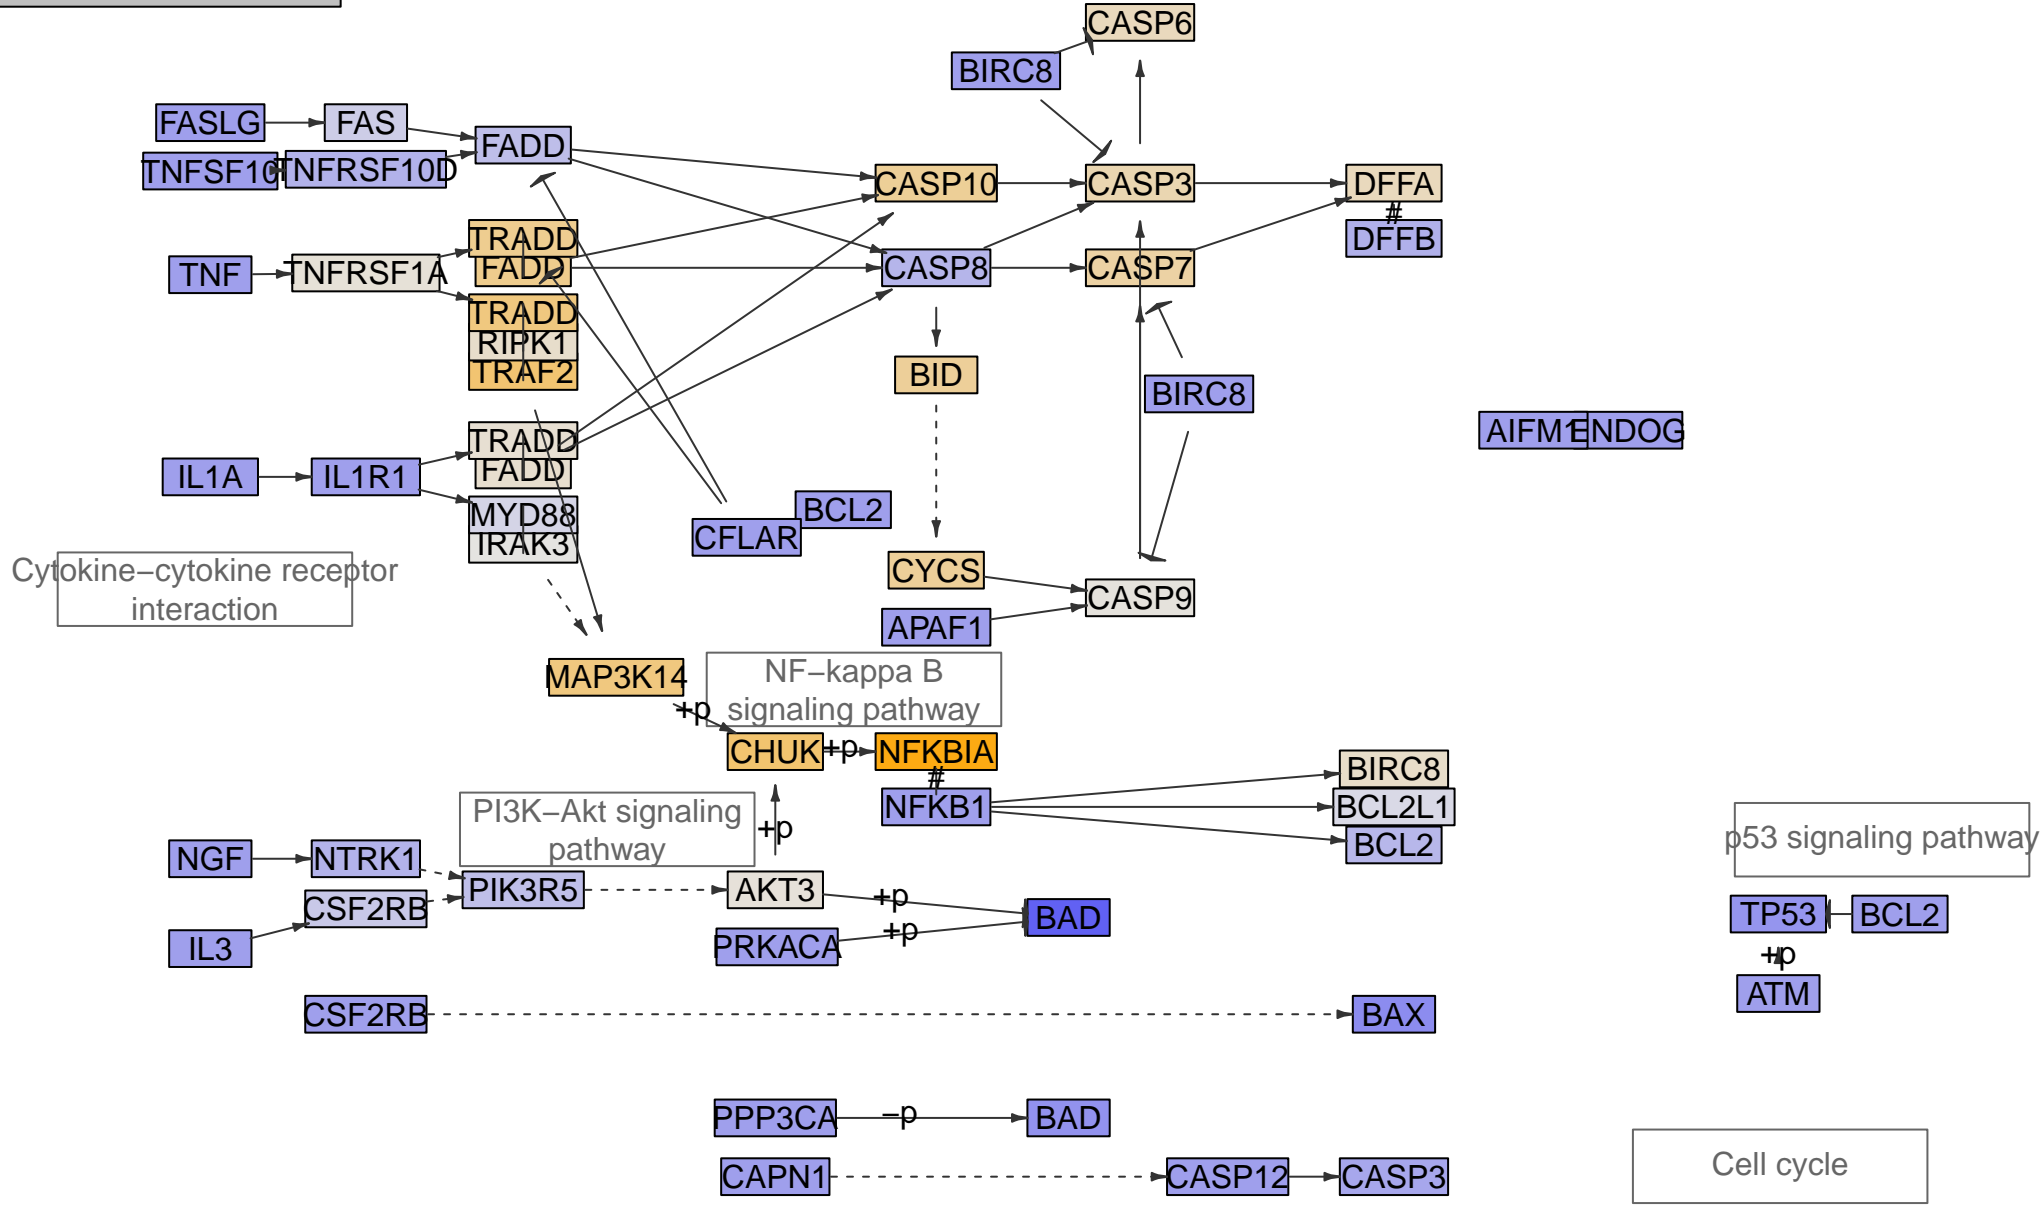 CASP6
BIRC8
FASLG
FAS
FADD
TNFSF10
TNFRSF10D
CASP10
CASP3
DFFA
#
DFFB
TRADD
FADD
TNF
TNFRSF1A
CASP8
CASP7
TRADD
RIPK1
TRAF2
BID
BIRC8
AIFM1
ENDOG
TRADD
FADD
IL1A
IL1R1
MYD88
IRAK3
BCL2
CFLAR
Cytokine−cytokine receptor
interaction
CYCS
CASP9
APAF1
MAP3K14
NF−kappa B
signaling pathway
+p
CHUK
+p
NFKBIA
#
NFKB1
BIRC8
BCL2L1
BCL2
PI3K−Akt signaling
pathway
+p
p53 signaling pathway
NGF
NTRK1
PIK3R5
AKT3
+p
CSF2RB
BAD
TP53
BCL2
IL3
PRKACA
+p
+p
ATM
CSF2RB
BAX
PPP3CA
−p
BAD
CAPN1
CASP12
CASP3
Cell cycle